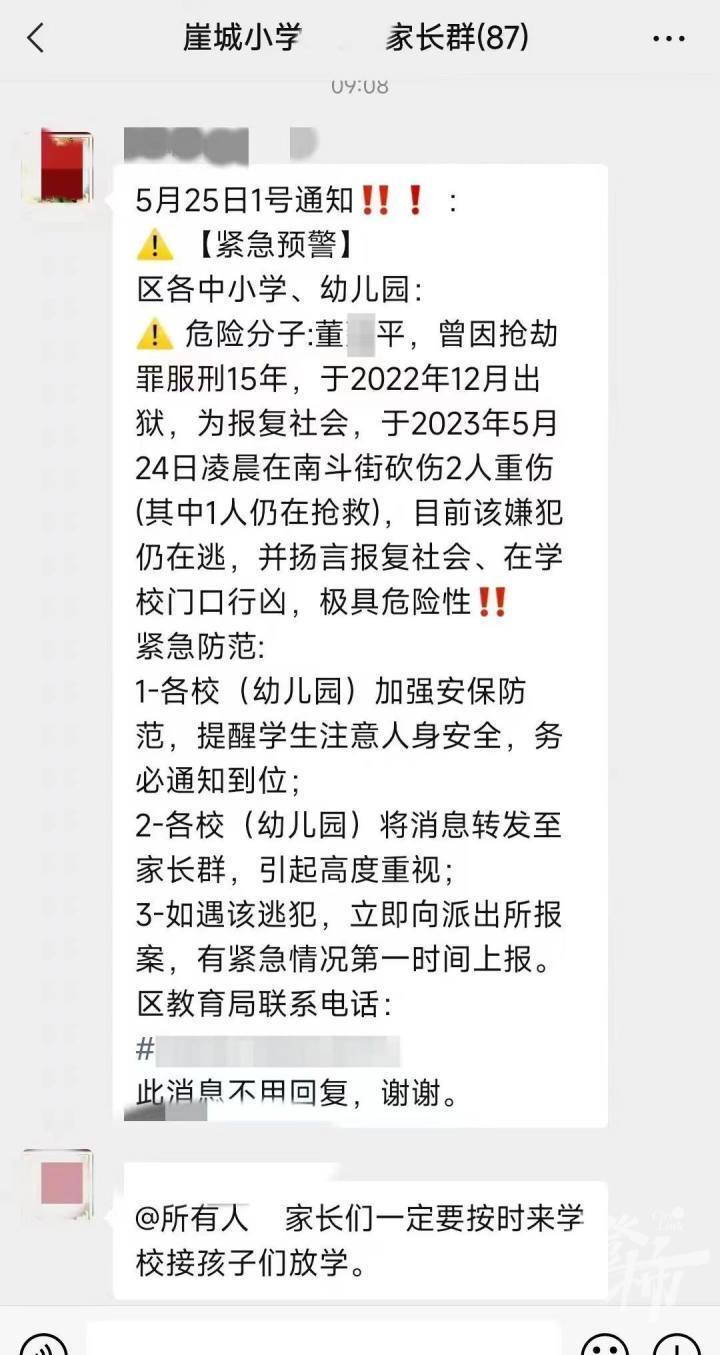 崖城小学 家长群(87)
09:08
5月25日1号通知‼️❗:
⚠️【紧急预警】
区各中小学、幼儿园:
⚠️ 危险分子:董 平，曾因抢劫
罪服刑15年，于2022年12月出
狱，为报复社会，于2023年5月
24日凌晨在南斗街砍伤2人重伤
(其中1人仍在抢救)，目前该嫌犯
仍在逃，并扬言报复社会、在学
校门口行凶，极具危险性‼️
紧急防范:
1-各校（幼儿园）加强安保防
范，提醒学生注意人身安全，务
必通知到位；
2-各校（幼儿园）将消息转发至
家长群，引起高度重视；
3-如遇该逃犯，立即向派出所报
案，有紧急情况第一时间上报。
区教育局联系电话:
#
此消息不用回复，谢谢。
@所有人 家长们一定要按时来学
校接孩子们放学。